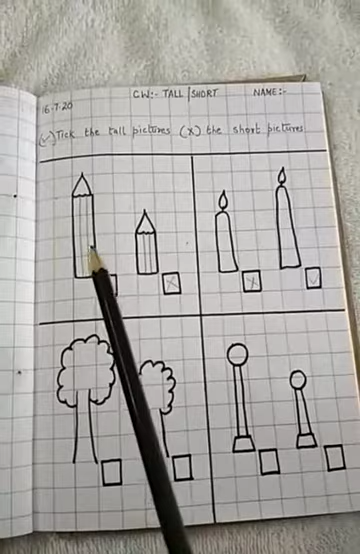 CW:- TALL/SHORT NAME:-
16-7-20
(✓) Tick the tall pictures (x) the short pictures